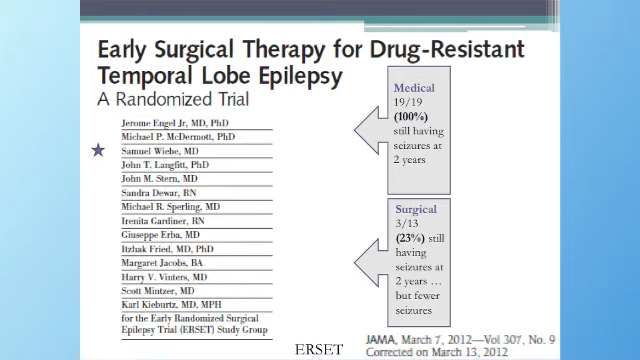 Early Surgical Therapy for Drug-Resistant
Temporal Lobe Epilepsy
A Randomized Trial
Jerome Engel Jr, MD, PhD
Michael P. McDermott, PhD
Samuel Wiebe, MD
John T. Langfitt, PhD
John M. Stern, MD
Sandra Dewar, RN
Michael R. Sperling, MD
Irenita Gardiner, RN
Giuseppe Erba, MD
Itzhak Fried, MD, PhD
Margaret Jacobs, BA
Harry V. Vinters, MD
Scott Mintzer, MD
Karl Kieburtz, MD, MPH
for the Early Randomized Surgical
Epilepsy Trial (ERSET) Study Group
Medical
19/19
(100%)
still having
seizures at
2 years
Surgical
3/13
(23%) still
having
seizures at
2 years ...
but fewer
seizures
ERSET
JAMA, March 7, 2012—Vol 307, No. 9
Corrected on March 13, 2012